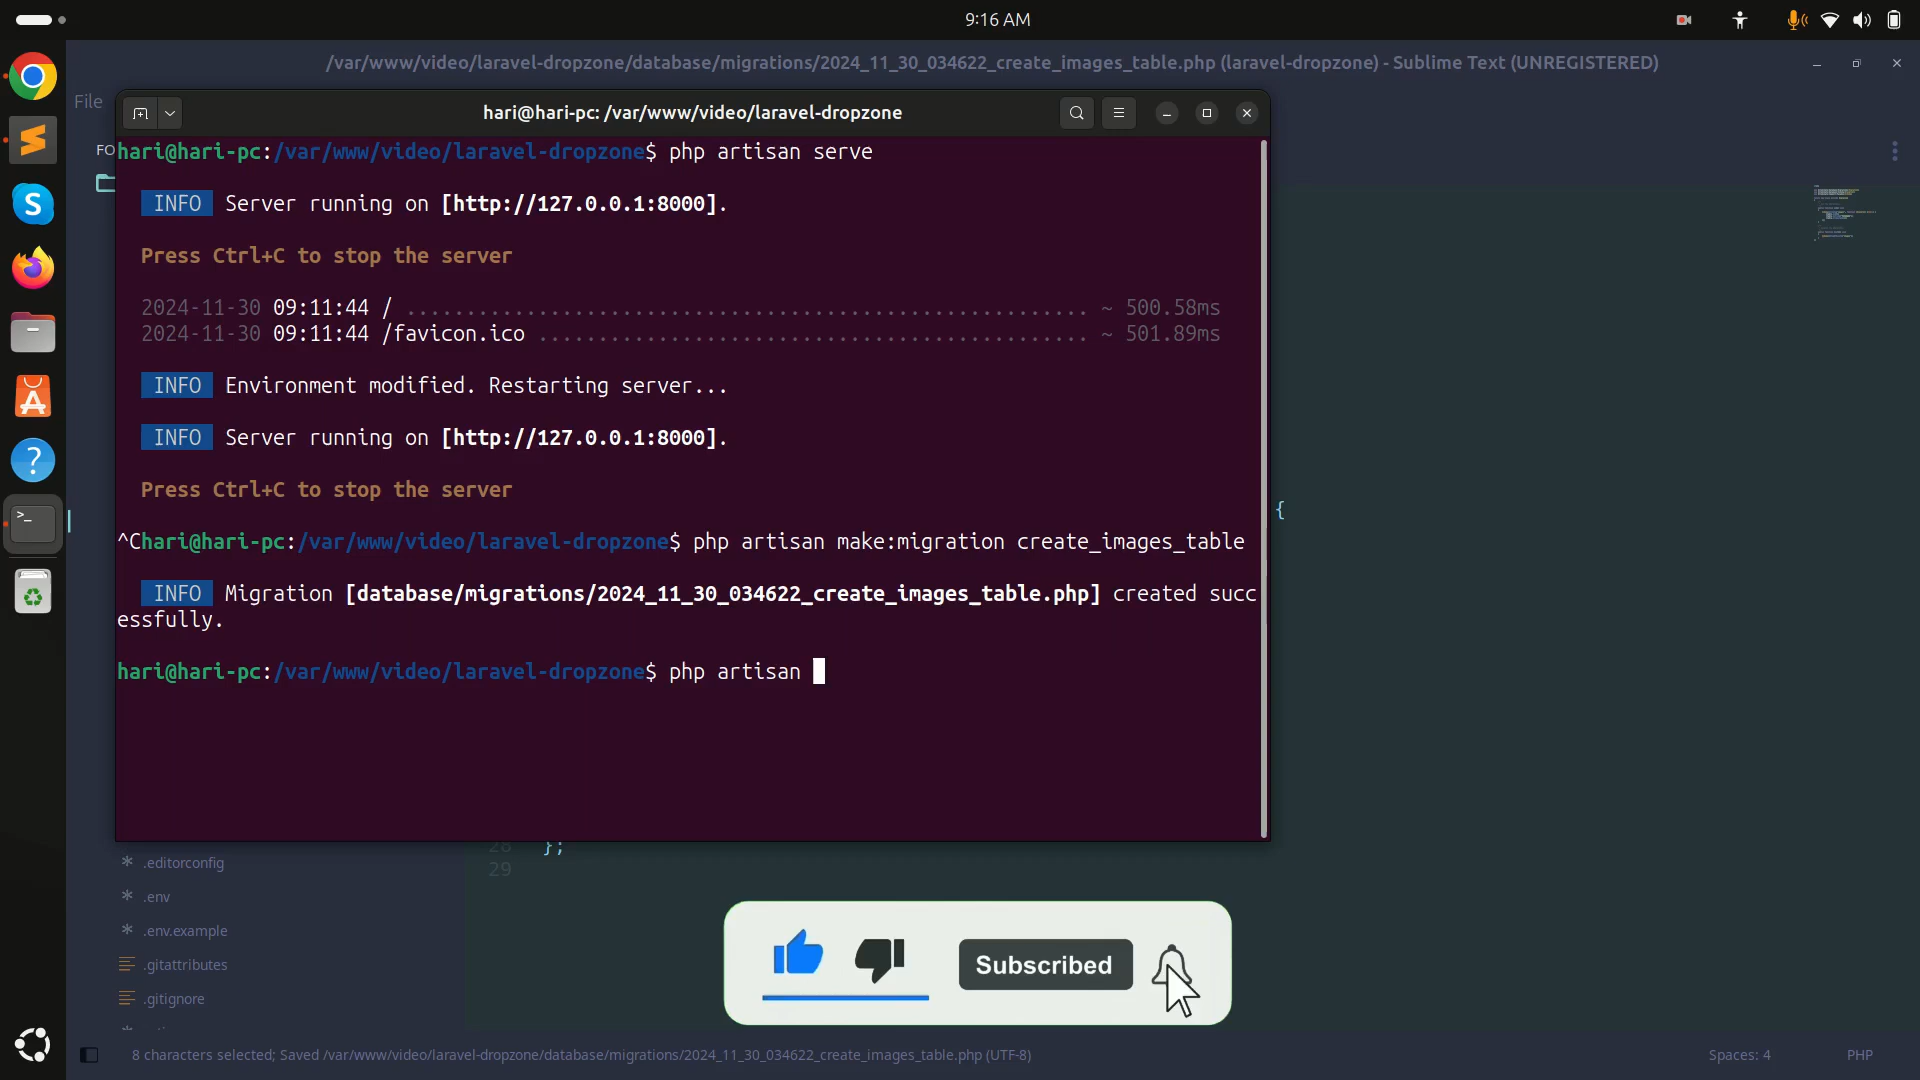 9:16 AM
/var/www/video/laravel-dropzone/database/migrations/2024_11_30_034622_create_images_table.php (laravel-dropzone) - Sublime Text (UNREGISTERED)
File
hari@hari-pc: /var/www/video/laravel-dropzone
FO
hari@hari-pc:/var/www/video/laravel-dropzone$ php artisan serve
INFO Server running on [http://127.0.0.1:8000].
Press Ctrl+C to stop the server
2024-11-30 09:11:44 / ......................................................... ~ 500.58ms
2024-11-30 09:11:44 /favicon.ico .............................................. ~ 501.89ms
INFO Environment modified. Restarting server...
INFO Server running on [http://127.0.0.1:8000].
Press Ctrl+C to stop the server
{
^Chari@hari-pc:/var/www/video/laravel-dropzone$ php artisan make:migration create_images_table
INFO Migration [database/migrations/2024_11_30_034622_create_images_table.php] created succ
essfully.
hari@hari-pc:/var/www/video/laravel-dropzone$ php artisan
28 };
29
.editorconfig
.env
.env.example
.gitattributes
.gitignore
Subscribed
8 characters selected; Saved /var/www/video/laravel-dropzone/database/migrations/2024_11_30_034622_create_images_table.php (UTF-8)
Spaces: 4
PHP